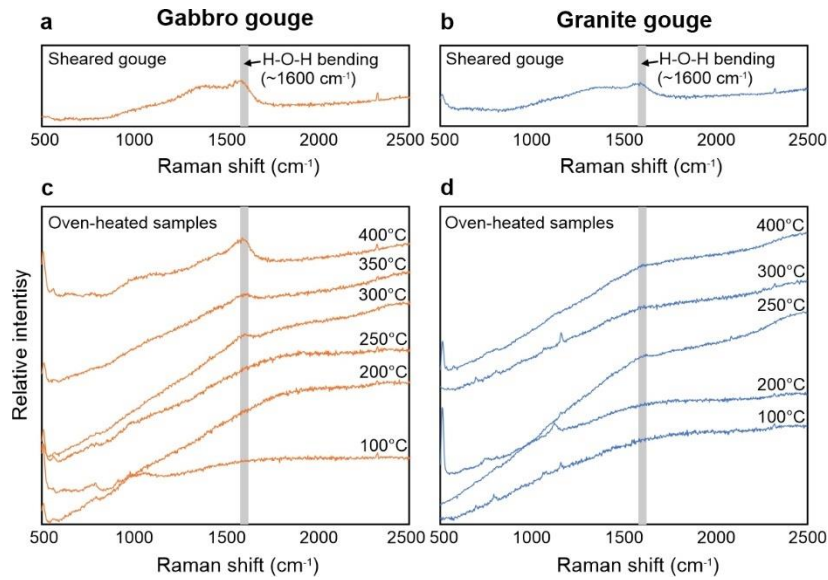 Gabbro gouge
Granite gouge
a
Sheared gouge
H-O-H bending
(~1600 cm-1)
500 1000 1500 2000 2500
Raman shift (cm-1)
b
Sheared gouge
H-O-H bending
(~1600 cm-1)
500 1000 1500 2000 2500
Raman shift (cm-1)
c
Oven-heated samples
400°C
350°C
300°C
250°C
200°C
100°C
Relative intentisy
500 1000 1500 2000 2500
Raman shift (cm-1)
d
Oven-heated samples
400°C
300°C
250°C
200°C
100°C
500 1000 1500 2000 2500
Raman shift (cm-1)